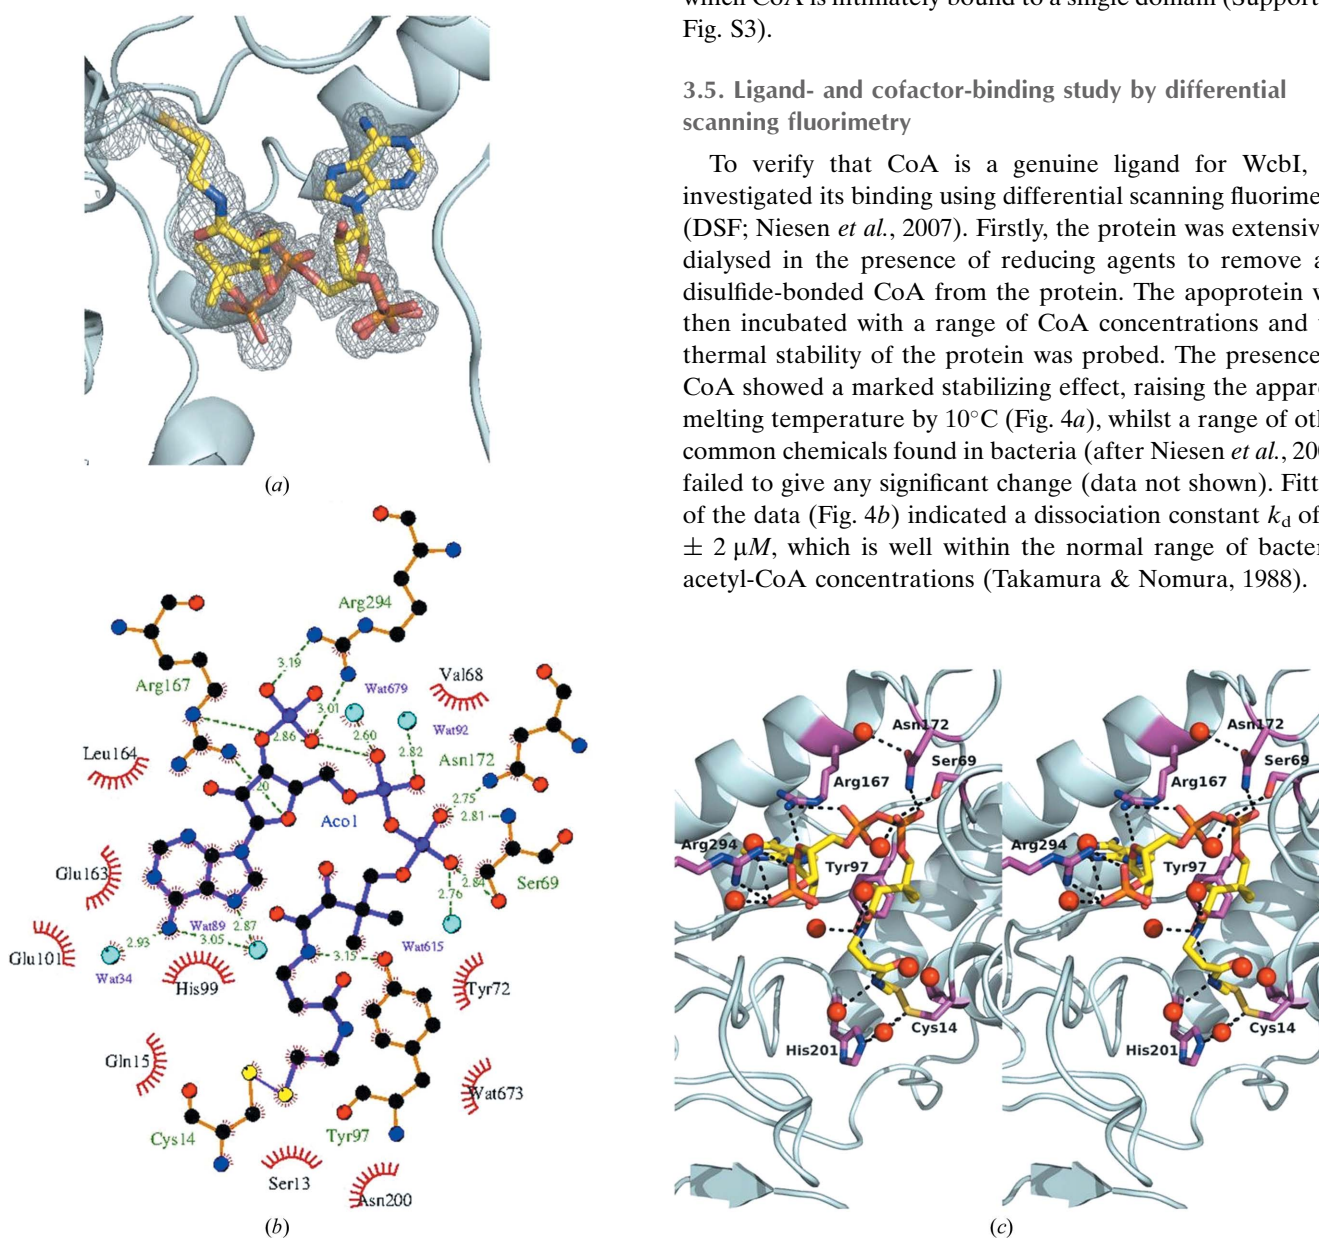 which CoA is intimately bound to a single domain (Support
Fig. S3).
3.5. Ligand- and cofactor-binding study by differential
scanning fluorimetry
To verify that CoA is a genuine ligand for WcbI,
investigated its binding using differential scanning fluorime
(DSF; Niesen et al., 2007). Firstly, the protein was extensiv
dialysed in the presence of reducing agents to remove a
disulfide-bonded CoA from the protein. The apoprotein w
then incubated with a range of CoA concentrations and t
thermal stability of the protein was probed. The presence
CoA showed a marked stabilizing effect, raising the appare
melting temperature by 10°C (Fig. 4a), whilst a range of oth
common chemicals found in bacteria (after Niesen et al., 200
failed to give any significant change (data not shown). Fitt
of the data (Fig. 4b) indicated a dissociation constant kd of
± 2 µM, which is well within the normal range of bacter
acetyl-CoA concentrations (Takamura & Nomura, 1988).
(a)
Arg294
3.19
Arg167
Wat679
Val68
3.01
Wat92
2.86
2.60
2.82
Asn172
Leu164
2.75
20
Aco1
2.81
Glu163
2.84
Ser69
2.76
Wat89
2.87
Wat615
2.93
3.05
Glu101
Wat34
3.15
His99
Tyr72
Gln15
Wat673
Cys14
Tyr97
Ser13
Asn200
(b)
Asn172
Ser69
Arg167
Arg294
Tyr97
Cys14
His201
Asn172
Ser69
Arg167
Arg294
Tyr97
Cys14
His201
(c)